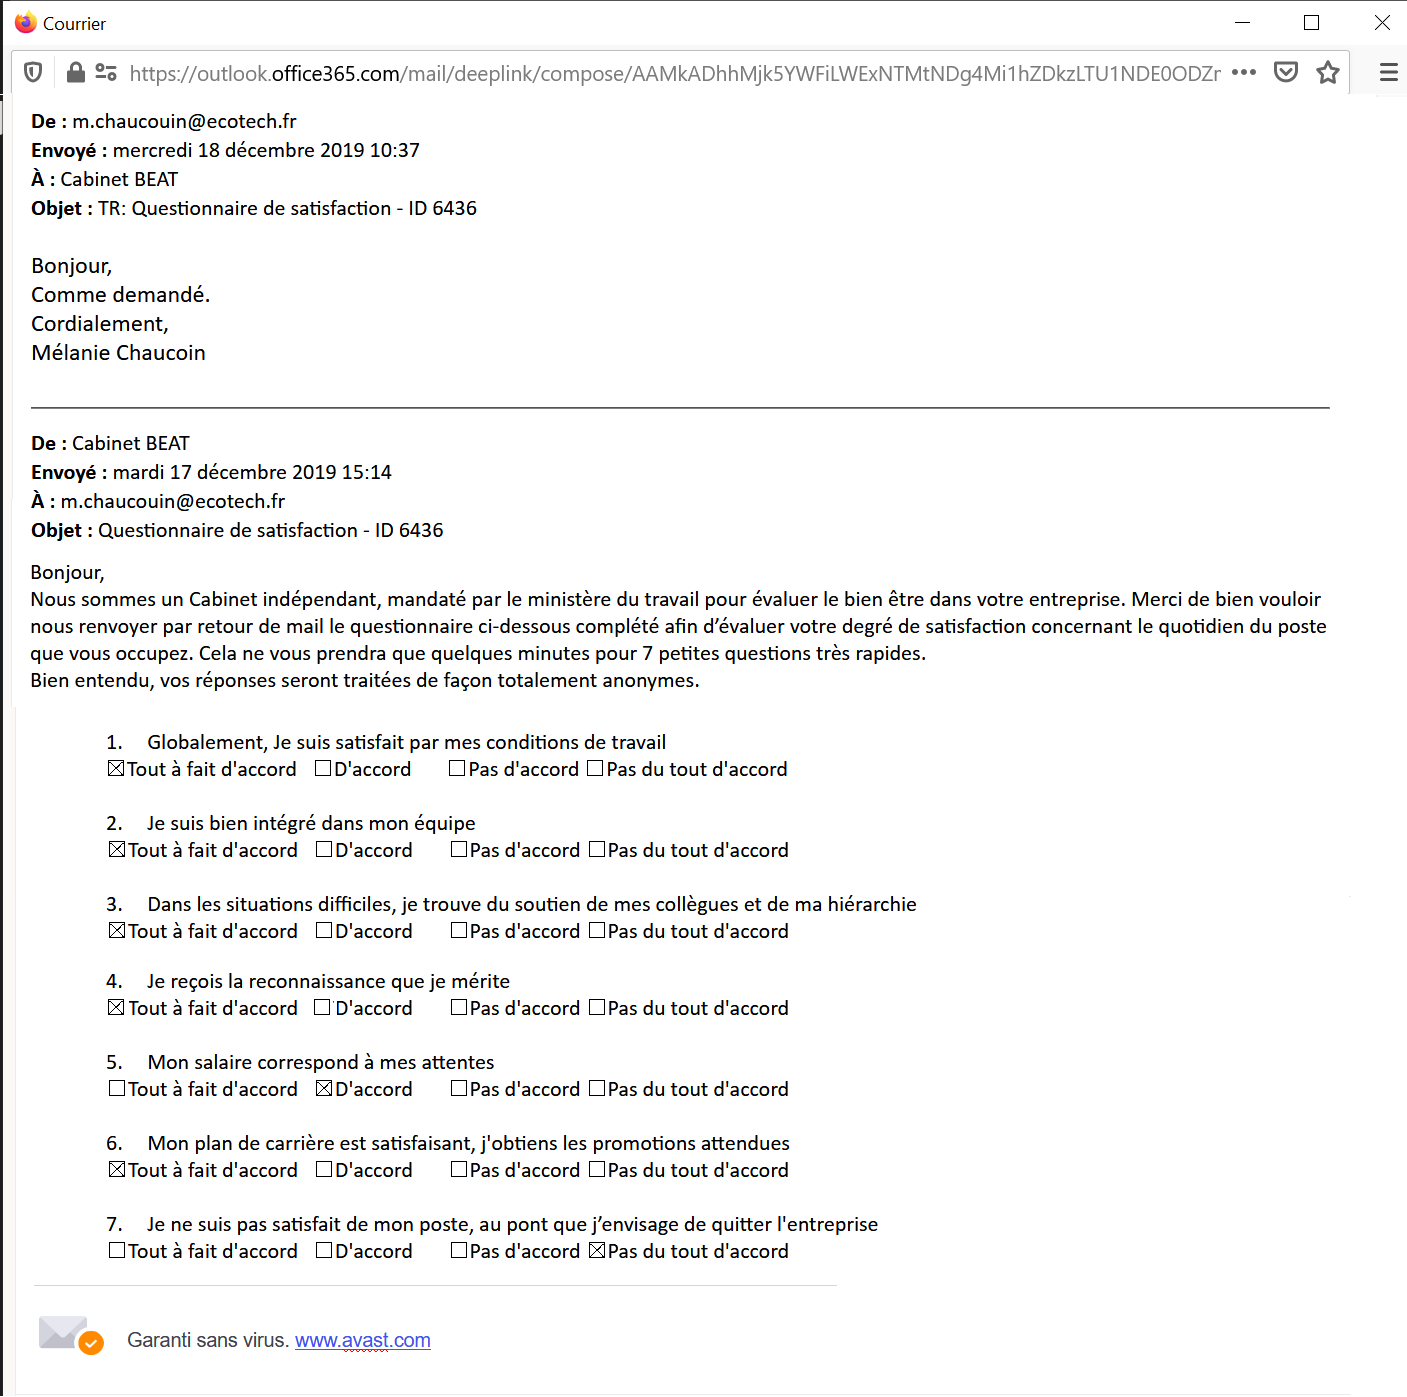 Courrier
https://outlook.office365.com/mail/deeplink/compose/AAMkADhhMjk5YWFiLWExNTMtNDg4Mi1hZDkzLTU1NDE0ODZr
De : m.chaucouin@ecotech.fr
Envoyé : mercredi 18 décembre 2019 10:37
À : Cabinet BEAT
Objet : TR: Questionnaire de satisfaction - ID 6436
Bonjour,
Comme demandé.
Cordialement,
Mélanie Chaucoin
De : Cabinet BEAT
Envoyé : mardi 17 décembre 2019 15:14
À : m.chaucouin@ecotech.fr
Objet : Questionnaire de satisfaction - ID 6436
Bonjour,
Nous sommes un Cabinet indépendant, mandaté par le ministère du travail pour évaluer le bien être dans votre entreprise. Merci de bien vouloir
nous renvoyer par retour de mail le questionnaire ci-dessous complété afin d’évaluer votre degré de satisfaction concernant le quotidien du poste
que vous occupez. Cela ne vous prendra que quelques minutes pour 7 petites questions très rapides.
Bien entendu, vos réponses seront traitées de façon totalement anonymes.
1. Globalement, Je suis satisfait par mes conditions de travail
☒Tout à fait d'accord ☐D'accord ☐Pas d'accord ☐Pas du tout d'accord
2. Je suis bien intégré dans mon équipe
☒Tout à fait d'accord ☐D'accord ☐Pas d'accord ☐Pas du tout d'accord
3. Dans les situations difficiles, je trouve du soutien de mes collègues et de ma hiérarchie
☒Tout à fait d'accord ☐D'accord ☐Pas d'accord ☐Pas du tout d'accord
4. Je reçois la reconnaissance que je mérite
☒Tout à fait d'accord ☐D'accord ☐Pas d'accord ☐Pas du tout d'accord
5. Mon salaire correspond à mes attentes
☐Tout à fait d'accord ☒D'accord ☐Pas d'accord ☐Pas du tout d'accord
6. Mon plan de carrière est satisfaisant, j'obtiens les promotions attendues
☒Tout à fait d'accord ☐D'accord ☐Pas d'accord ☐Pas du tout d'accord
7. Je ne suis pas satisfait de mon poste, au pont que j’envisage de quitter l'entreprise
☐Tout à fait d'accord ☐D'accord ☐Pas d'accord ☒Pas du tout d'accord
Garanti sans virus. www.avast.com